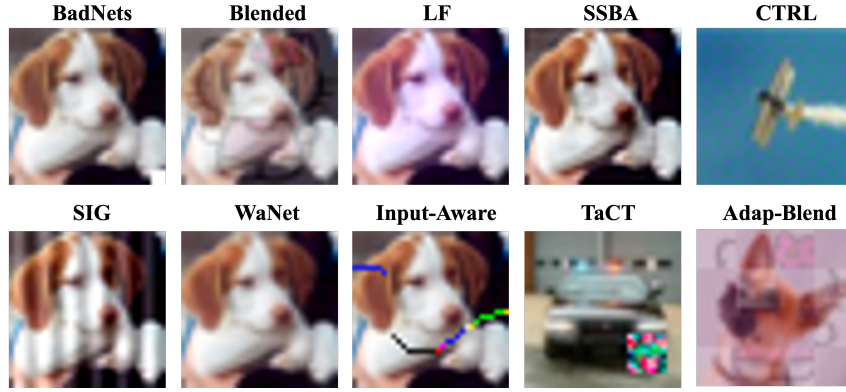 BadNets
Blended
LF
SSBA
CTRL
SIG
WaNet
Input-Aware
TaCT
Adap-Blend